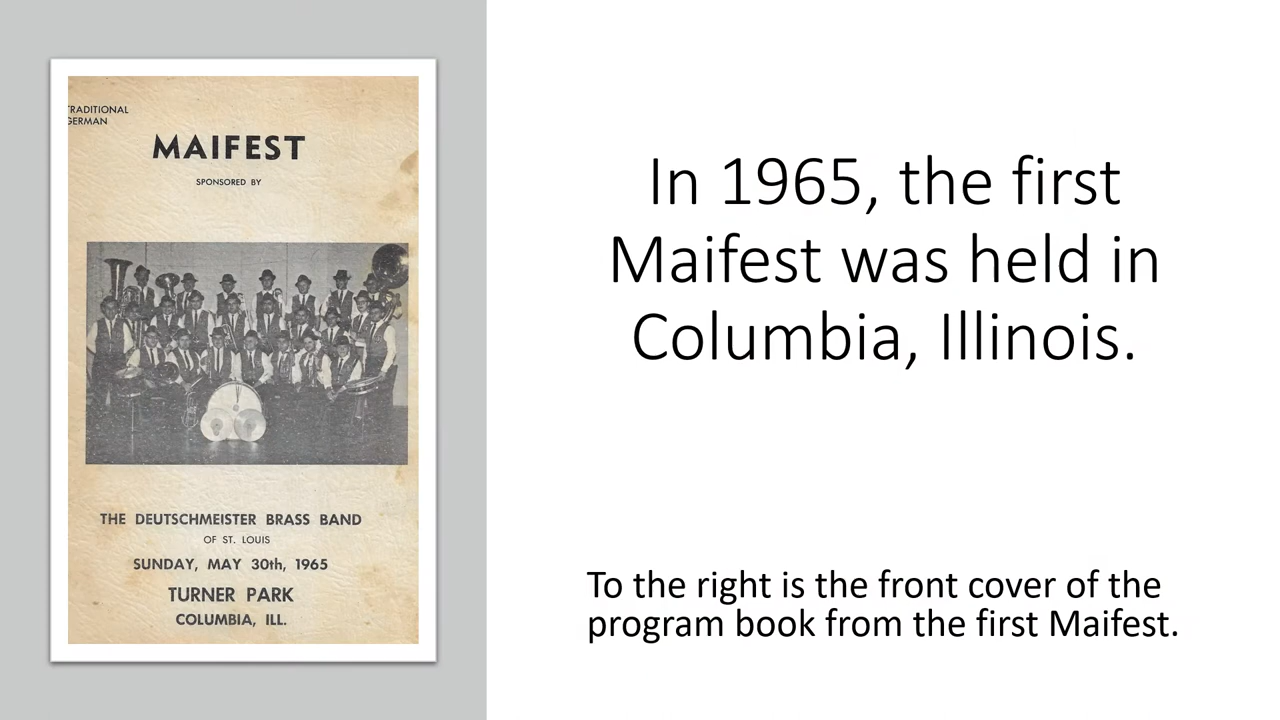 TRADITIONAL
GERMAN
MAIFEST
SPONSORED BY
THE DEUTSCHMEISTER BRASS BAND
OF ST. LOUIS
SUNDAY, MAY 30th, 1965
TURNER PARK
COLUMBIA, ILL.
In 1965, the first
Maifest was held in
Columbia, Illinois.
To the right is the front cover of the
program book from the first Maifest.